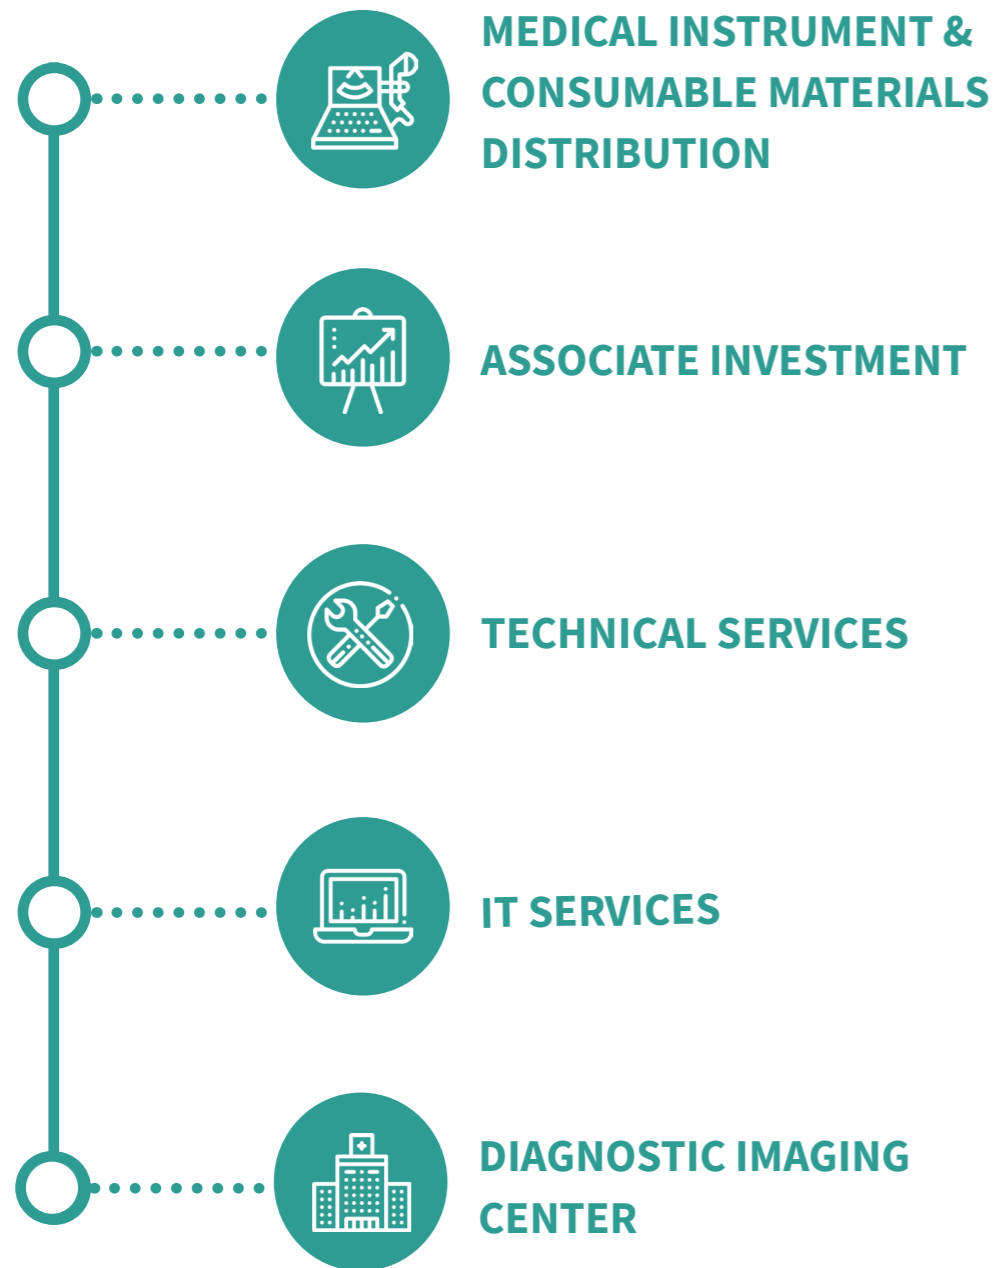 MEDICAL INSTRUMENT &
CONSUMABLE MATERIALS
DISTRIBUTION
ASSOCIATE INVESTMENT
TECHNICAL SERVICES
IT SERVICES
DIAGNOSTIC IMAGING
CENTER